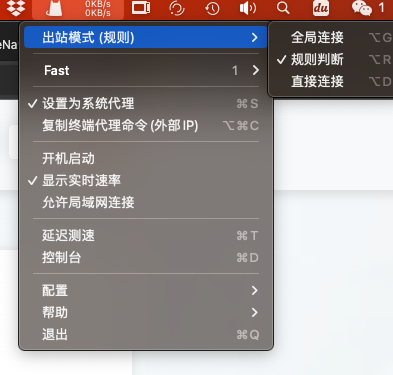 0KB/s
0KB/s
du
1
eNa
出站模式 (规则)
全局连接 ⌥G
✓ 规则判断 ⌥R
直接连接 ⌥D
Fast 1
✓ 设置为系统代理 ⌘S
复制终端代理命令 (外部 IP) ⌥⌘C
开机启动
✓ 显示实时速率
允许局域网连接
延迟测速 ⌘T
控制台 ⌘D
配置
帮助
退出 ⌘Q